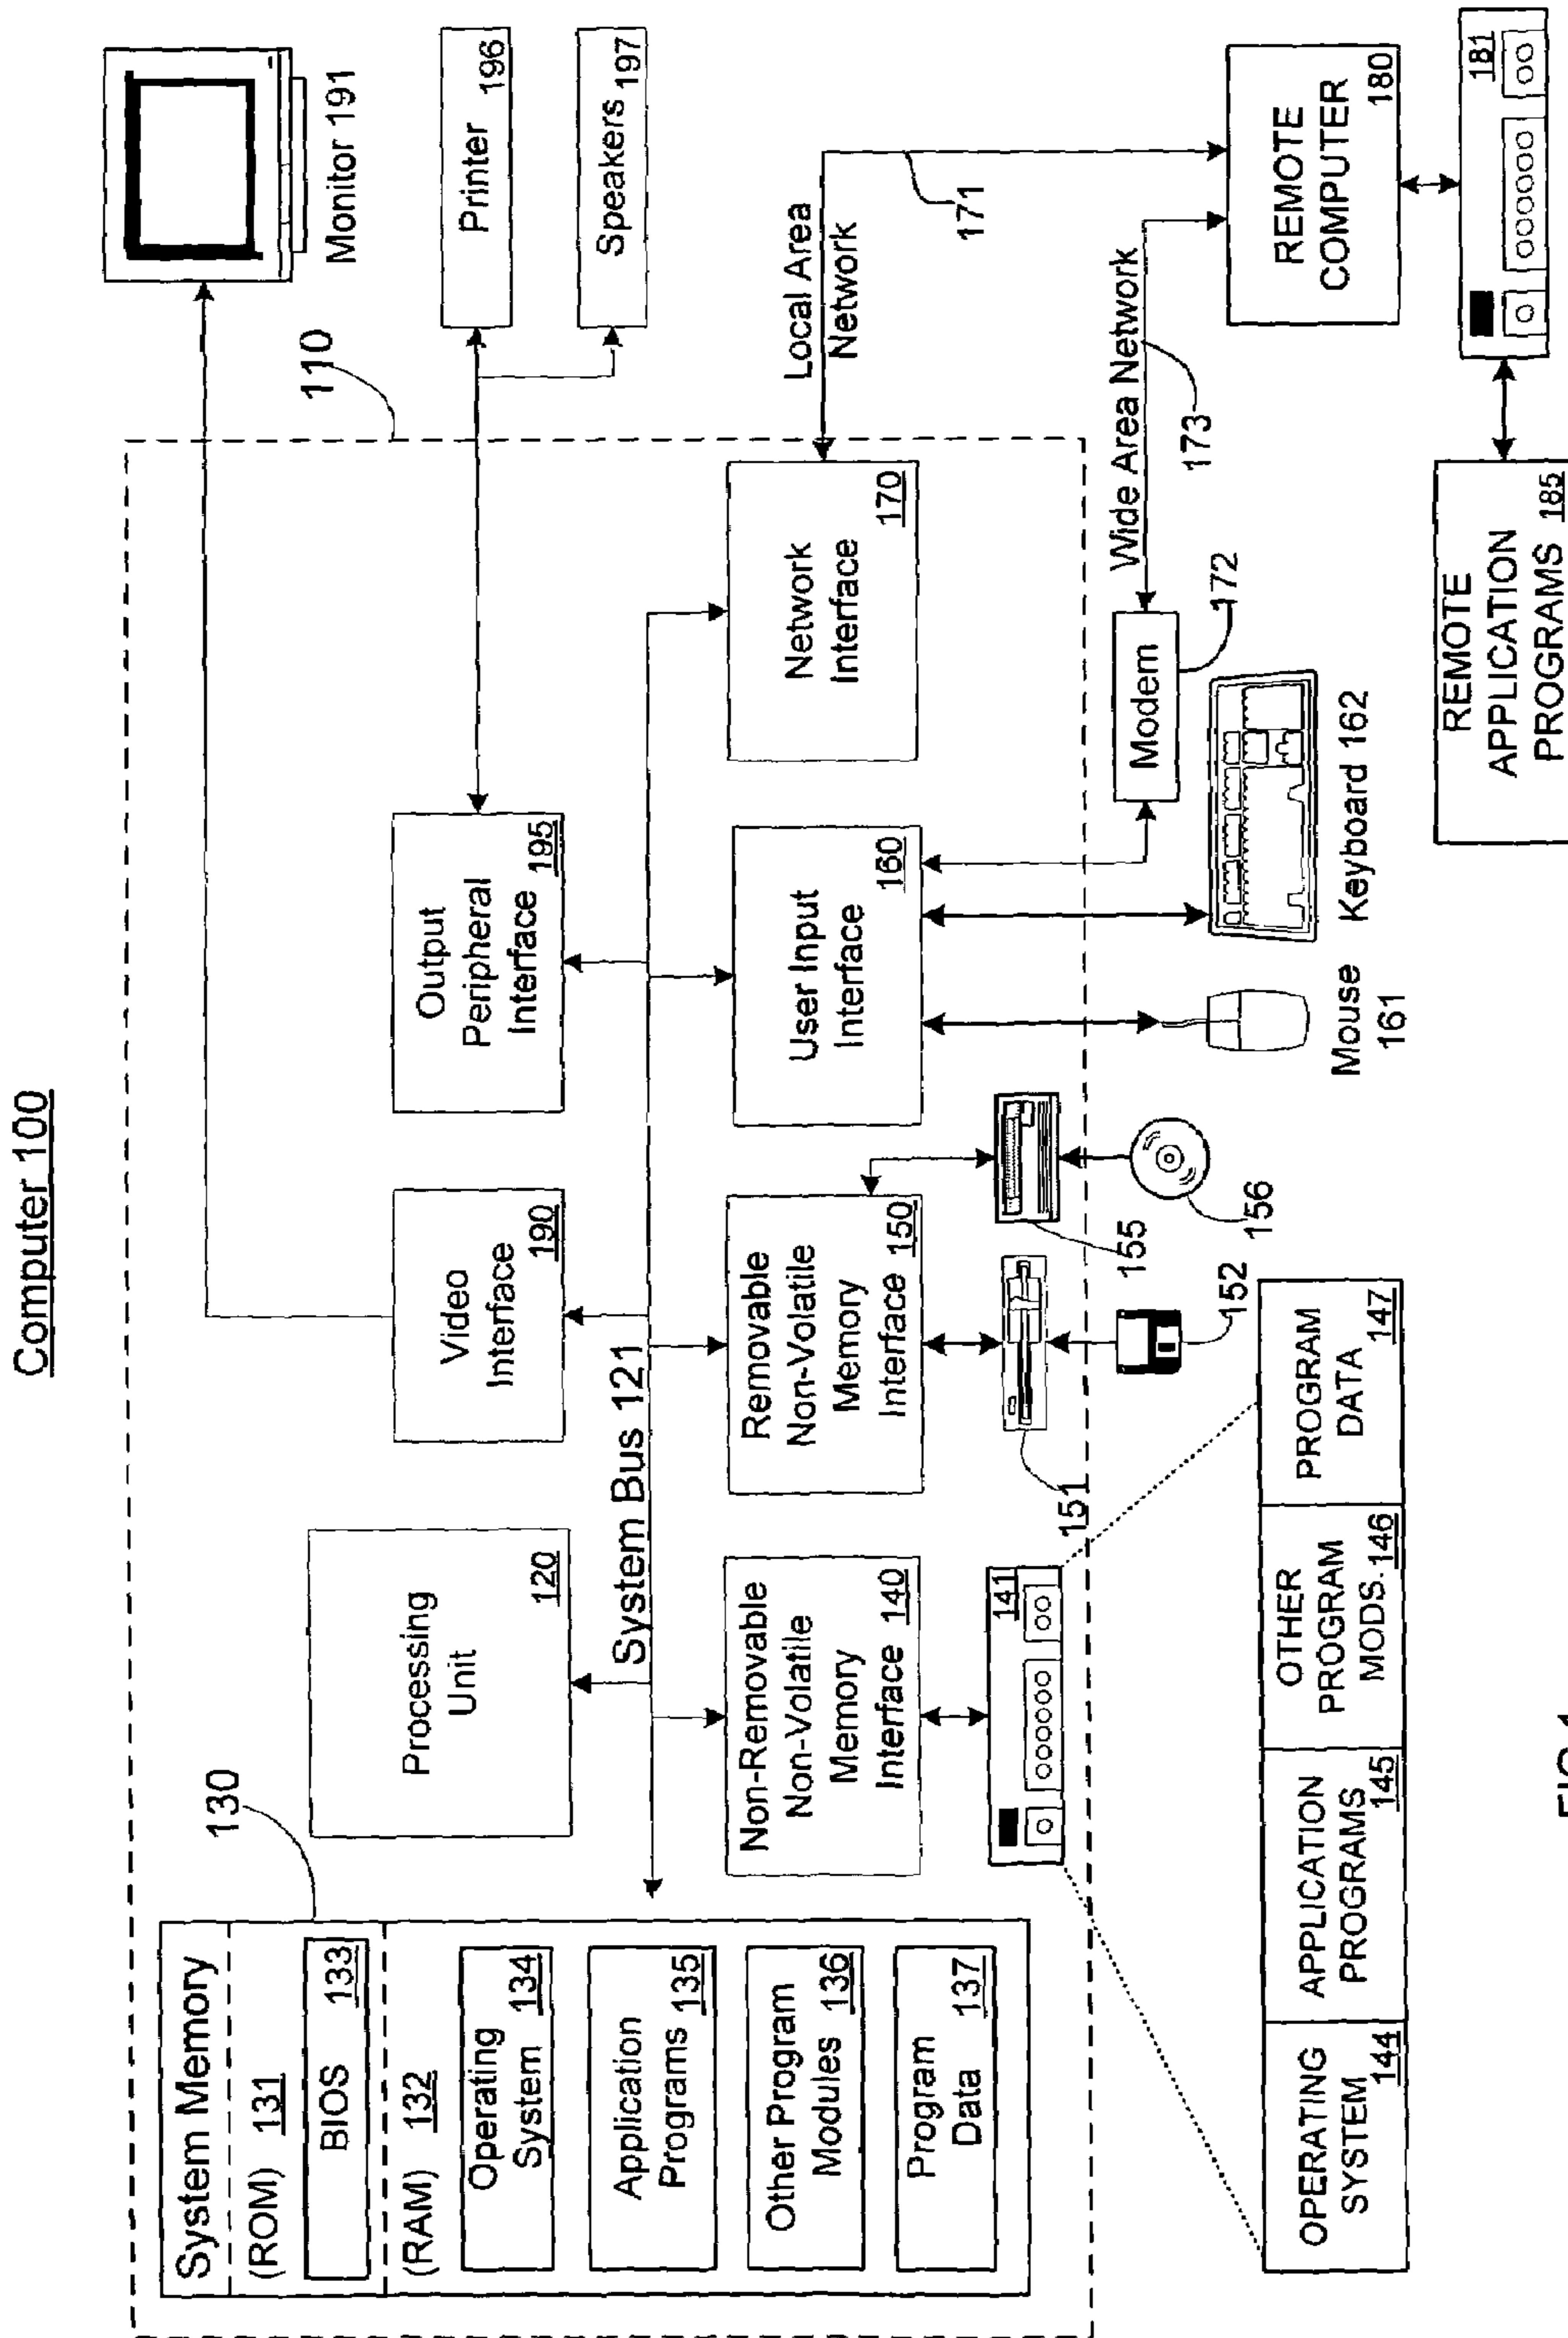 Computer 100
Monitor 191
110
Printer
196
Speakers
197
System Memory
(ROM) 131
BIOS 133
(RAM) 132
Operating
System 134
Application
Programs 135
Other Program
Modules 136
Program
Data 137
130
Processing
Unit
120
Video
Interface
190
Output
Peripheral
Interface 195
System Bus 121
Non-Removable
Non-Volatile
Memory
Interface 140
Removable
Non-Volatile
Memory
Interface 150
User Input
Interface
160
Network
Interface
170
Local Area
Network
171
141
151
155
152
156
Wide Area Network
173
Modem
172
Mouse
161
Keyboard 162
REMOTE
COMPUTER
180
181
OPERATING
SYSTEM 144
APPLICATION
PROGRAMS
145
OTHER
PROGRAM
MODS. 146
PROGRAM
DATA
147
REMOTE
APPLICATION
PROGRAMS 185